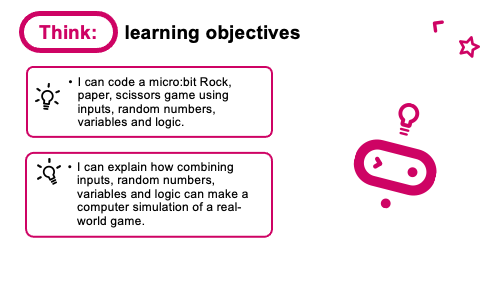 Think: learning objectives
• I can code a micro:bit Rock,
paper, scissors game using
inputs, random numbers,
variables and logic.
• I can explain how combining
inputs, random numbers,
variables and logic can make a
computer simulation of a real-
world game.